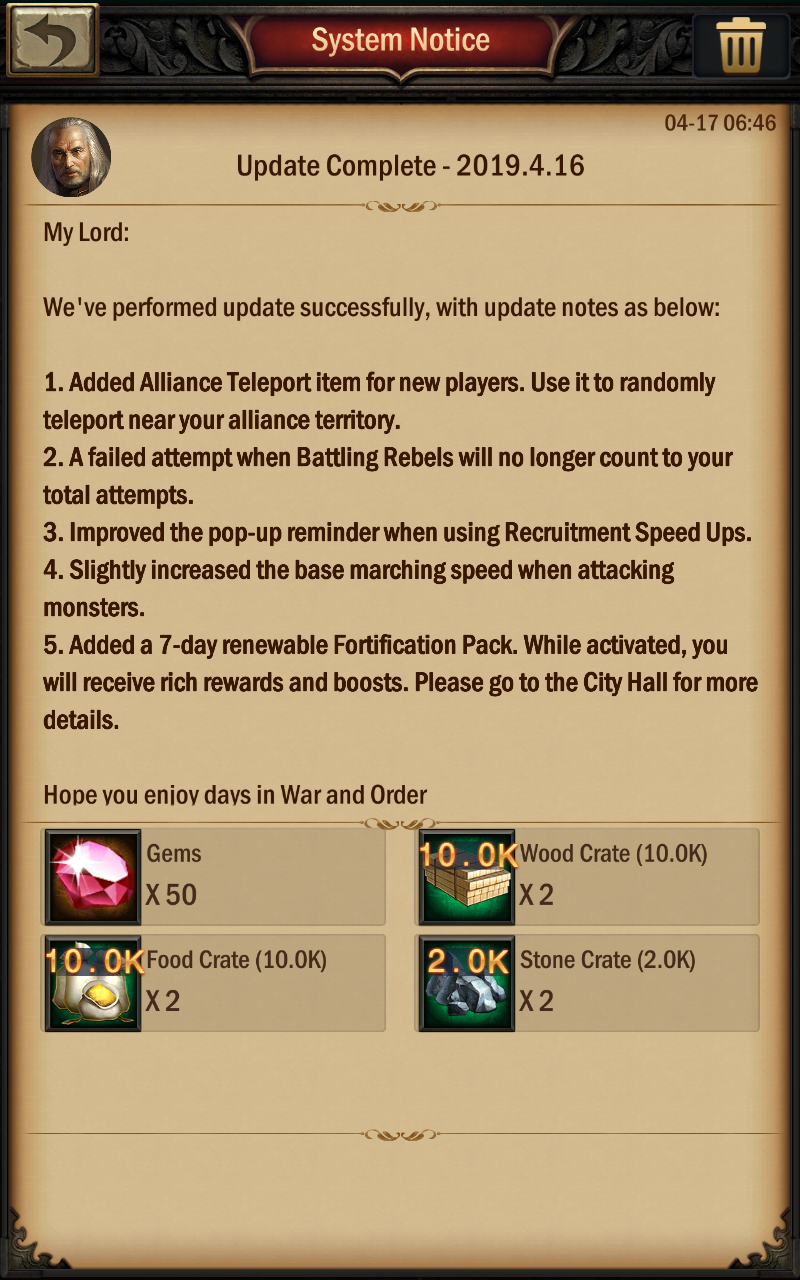 System Notice
04-17 06:46
Update Complete - 2019.4.16
My Lord:
We've performed update successfully, with update notes as below:
1. Added Alliance Teleport item for new players. Use it to randomly
teleport near your alliance territory.
2. A failed attempt when Battling Rebels will no longer count to your
total attempts.
3. Improved the pop-up reminder when using Recruitment Speed Ups.
4. Slightly increased the base marching speed when attacking
monsters.
5. Added a 7-day renewable Fortification Pack. While activated, you
will receive rich rewards and boosts. Please go to the City Hall for more
details.
Hope you enjoy days in War and Order
Gems
X 50
10.0K Wood Crate (10.0K)
X 2
10.0K Food Crate (10.0K)
X 2
2.0K Stone Crate (2.0K)
X 2